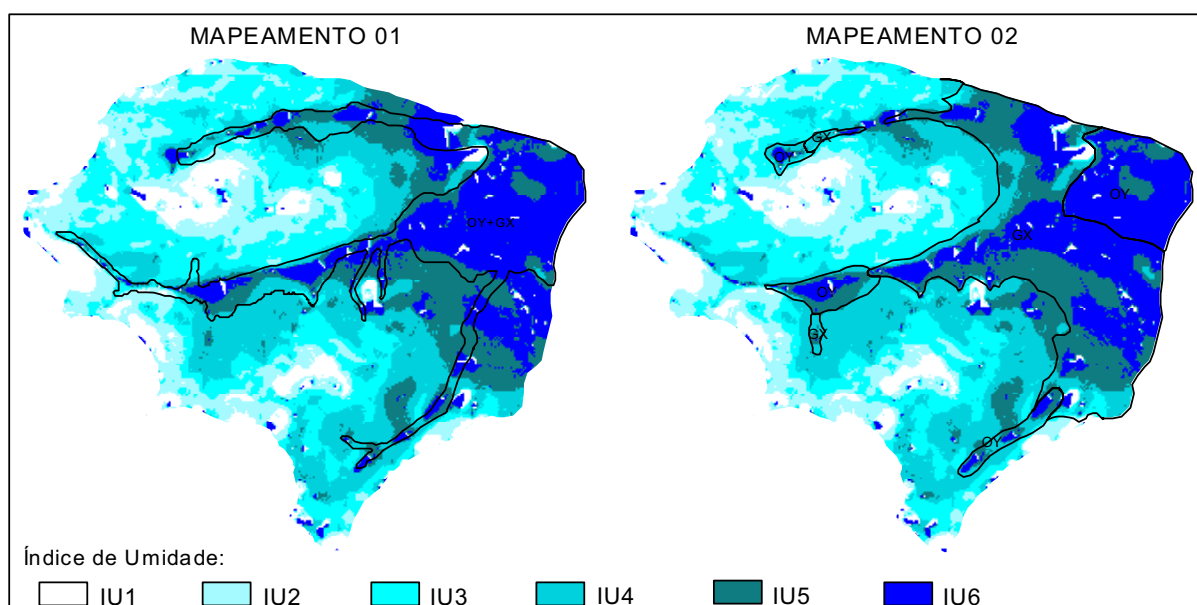 MAPEAMENTO 01
MAPEAMENTO 02
GX
OY
OY+GX
GX
GX
OY
Índice de Umidade:
IU1
IU2
IU3
IU4
IU5
IU6